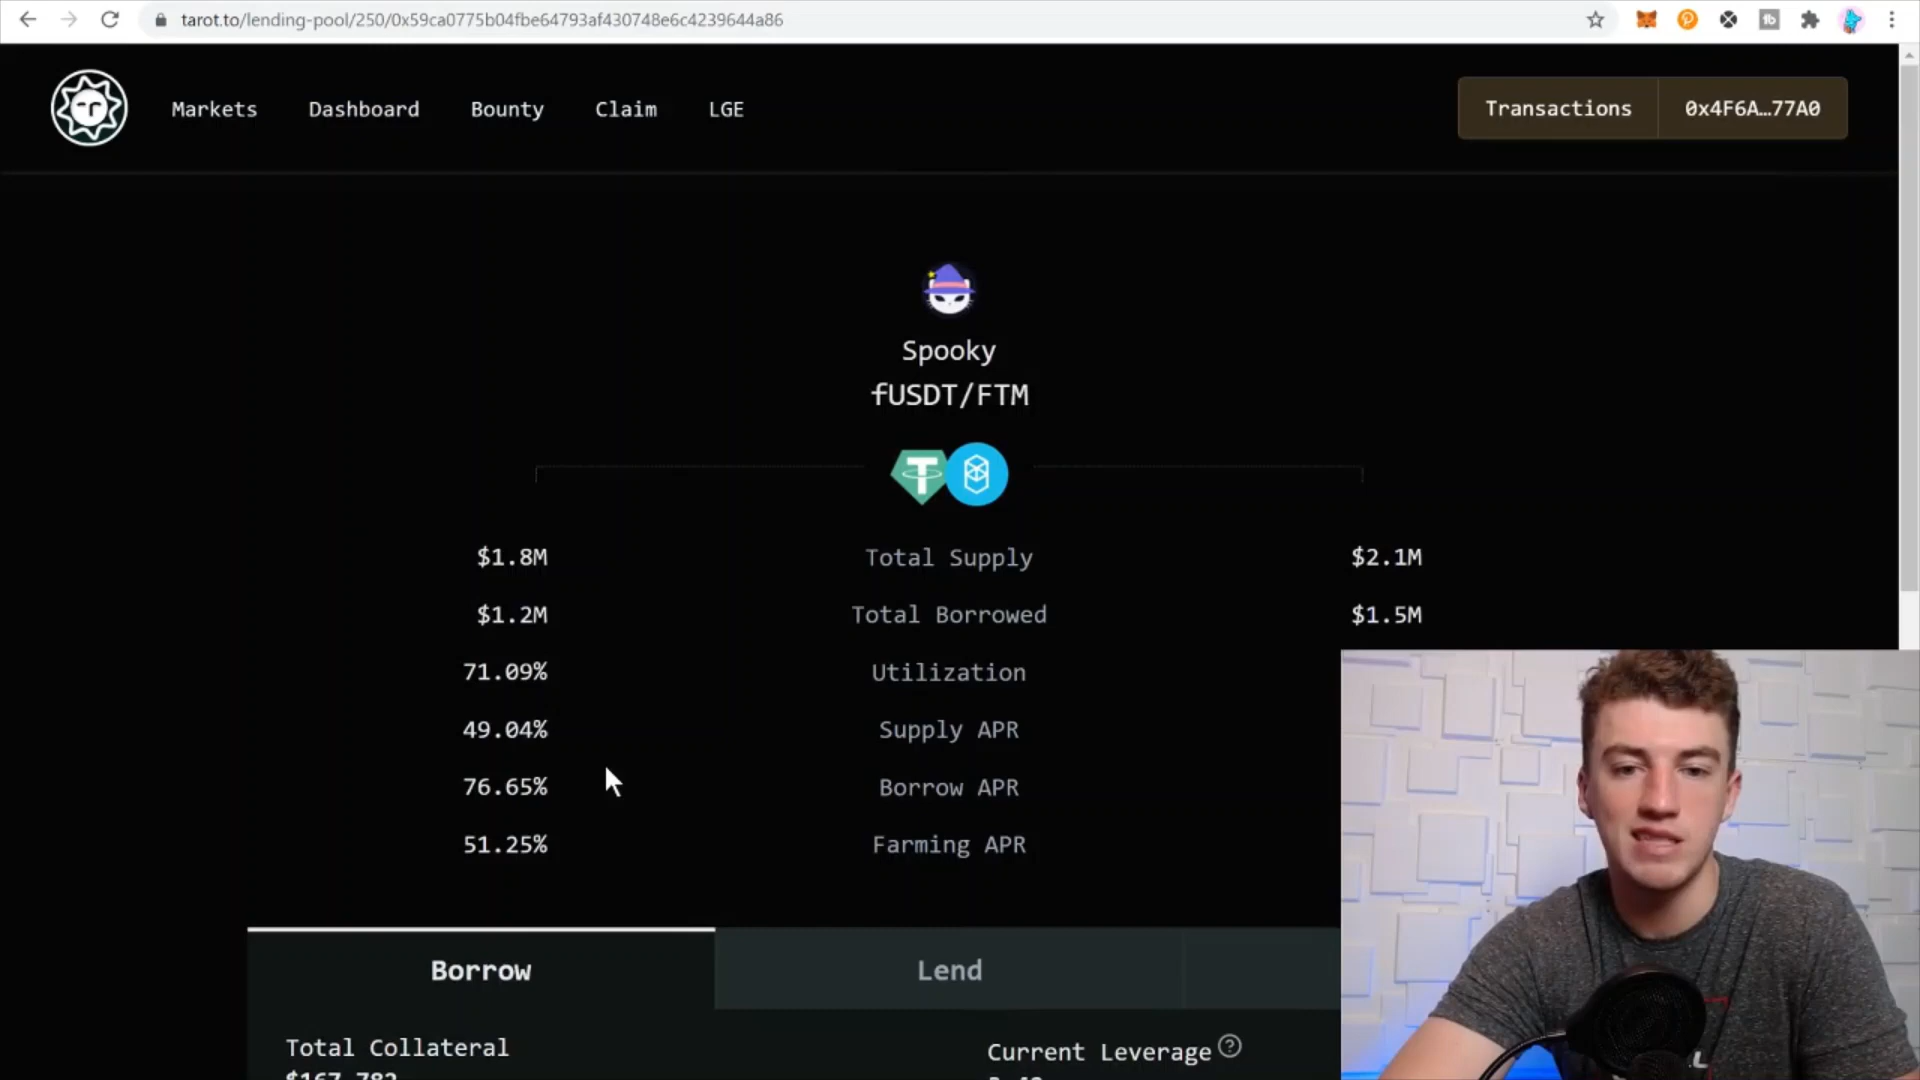 tarot.to/lending-pool/250/0x59ca0775b04fbe64793af430748e6c4239644a86
Markets Dashboard Bounty Claim LGE Transactions 0x4F6A…77A0
Spooky
fUSDT/FTM
$1.8M Total Supply $2.1M
$1.2M Total Borrowed $1.5M
71.09% Utilization
49.04% Supply APR
76.65% Borrow APR
51.25% Farming APR
Borrow Lend
Total Collateral Current Leverage ?
$167,782